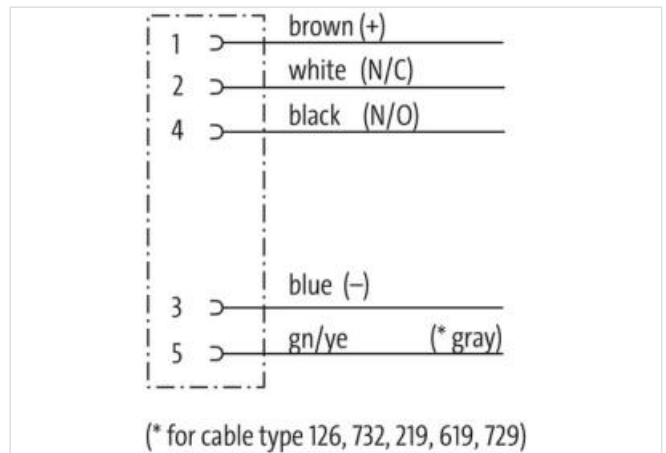 1 brown (+)
2 white (N/C)
4 black (N/O)
3 blue (–)
5 gn/ye (* gray)
(* for cable type 126, 732, 219, 619, 729)